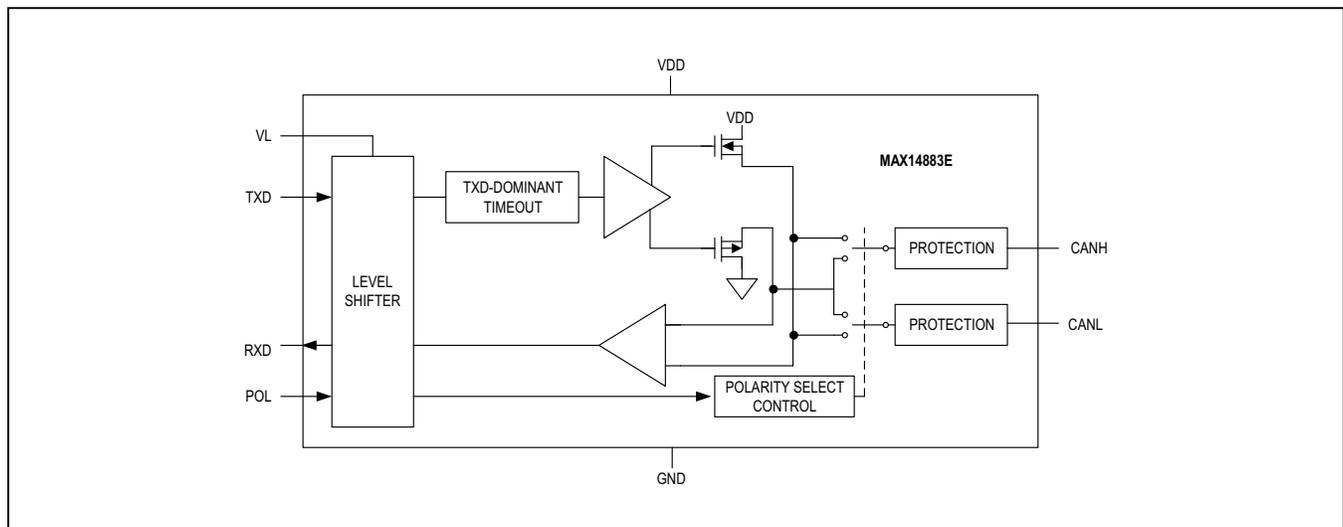 VDD
VL
VDD
MAX14883E
TXD
TXD-DOMINANT
TIMEOUT
PROTECTION
CANH
LEVEL
SHIFTER
PROTECTION
CANL
RXD
POL
POLARITY SELECT
CONTROL
GND